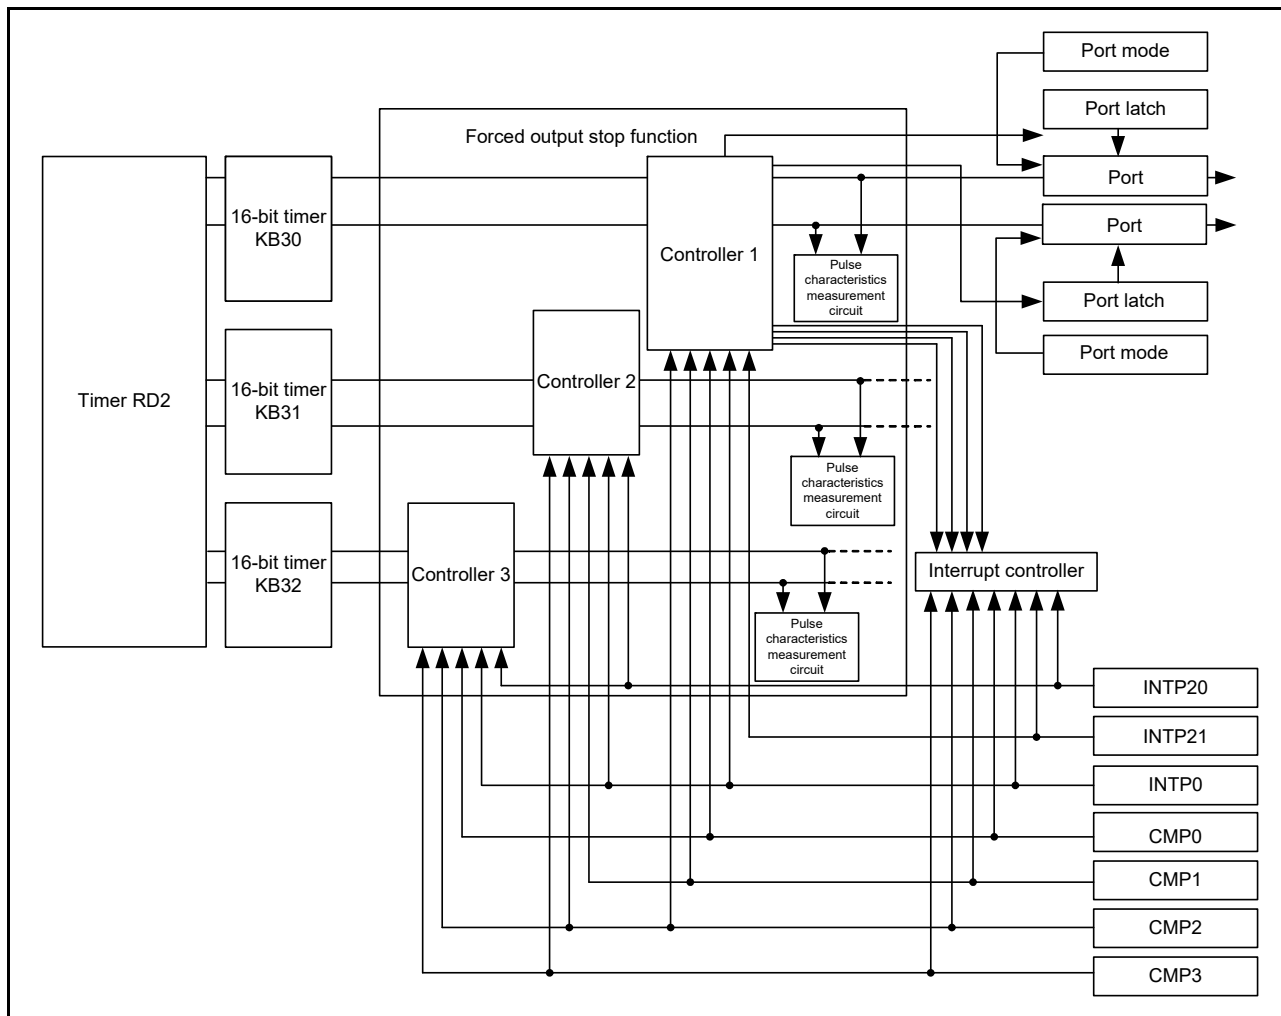 Port mode
Port latch
Forced output stop function
Port
16-bit timer
KB30
Port
Controller 1
Pulse
characteristics
measurement
circuit
Port latch
Port mode
Timer RD2
16-bit timer
KB31
Controller 2
Pulse
characteristics
measurement
circuit
16-bit timer
KB32
Controller 3
Interrupt controller
Pulse
characteristics
measurement
circuit
INTP20
INTP21
INTP0
CMP0
CMP1
CMP2
CMP3